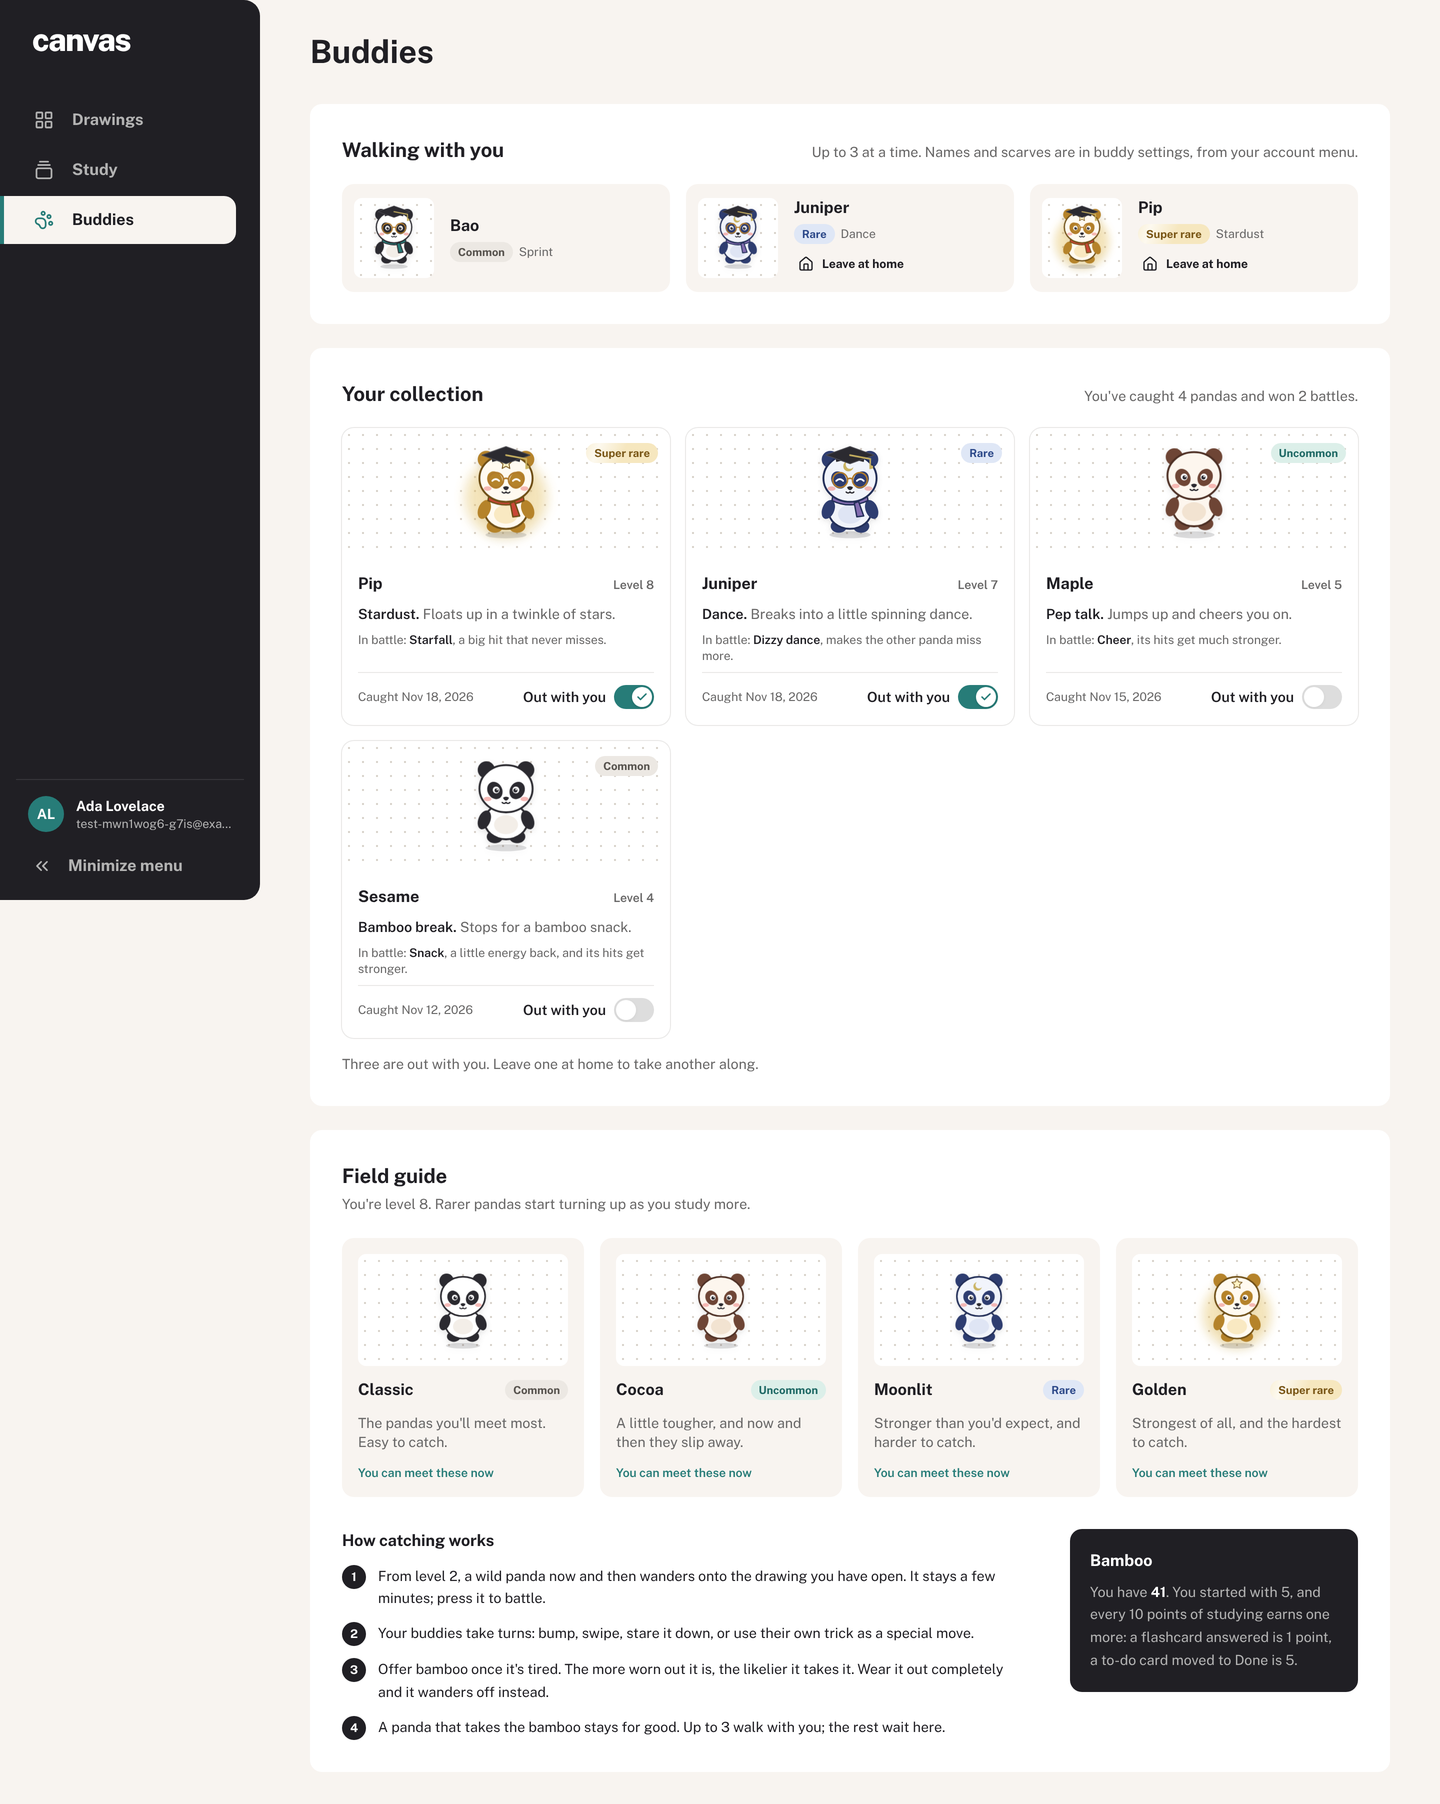 canvas
Drawings
Study
Buddies
Ada Lovelace
test-mwn1wog6-g7is@exa...
Minimize menu
Buddies
Walking with you
Up to 3 at a time. Names and scarves are in buddy settings, from your account menu.
Bao
Common Sprint
Juniper
Rare Dance
Leave at home
Pip
Super rare Stardust
Leave at home
Your collection
You've caught 4 pandas and won 2 battles.
Super rare
Pip
Level 8
Stardust. Floats up in a twinkle of stars.
In battle: Starfall, a big hit that never misses.
Caught Nov 18, 2026
Out with you
Rare
Juniper
Level 7
Dance. Breaks into a little spinning dance.
In battle: Dizzy dance, makes the other panda miss
more.
Caught Nov 18, 2026
Out with you
Uncommon
Maple
Level 5
Pep talk. Jumps up and cheers you on.
In battle: Cheer, its hits get much stronger.
Caught Nov 15, 2026
Out with you
Common
Sesame
Level 4
Bamboo break. Stops for a bamboo snack.
In battle: Snack, a little energy back, and its hits get
stronger.
Caught Nov 12, 2026
Out with you
Three are out with you. Leave one at home to take another along.
Field guide
You're level 8. Rarer pandas start turning up as you study more.
Classic
Common
The pandas you'll meet most.
Easy to catch.
You can meet these now
Cocoa
Uncommon
A little tougher, and now and
then they slip away.
You can meet these now
Moonlit
Rare
Stronger than you'd expect, and
harder to catch.
You can meet these now
Golden
Super rare
Strongest of all, and the hardest
to catch.
You can meet these now
How catching works
1 From level 2, a wild panda now and then wanders onto the drawing you have open. It stays a few
minutes; press it to battle.
2 Your buddies take turns: bump, swipe, stare it down, or use their own trick as a special move.
3 Offer bamboo once it's tired. The more worn out it is, the likelier it takes it. Wear it out completely
and it wanders off instead.
4 A panda that takes the bamboo stays for good. Up to 3 walk with you; the rest wait here.
Bamboo
You have 41. You started with 5, and
every 10 points of studying earns one
more: a flashcard answered is 1 point,
a to-do card moved to Done is 5.